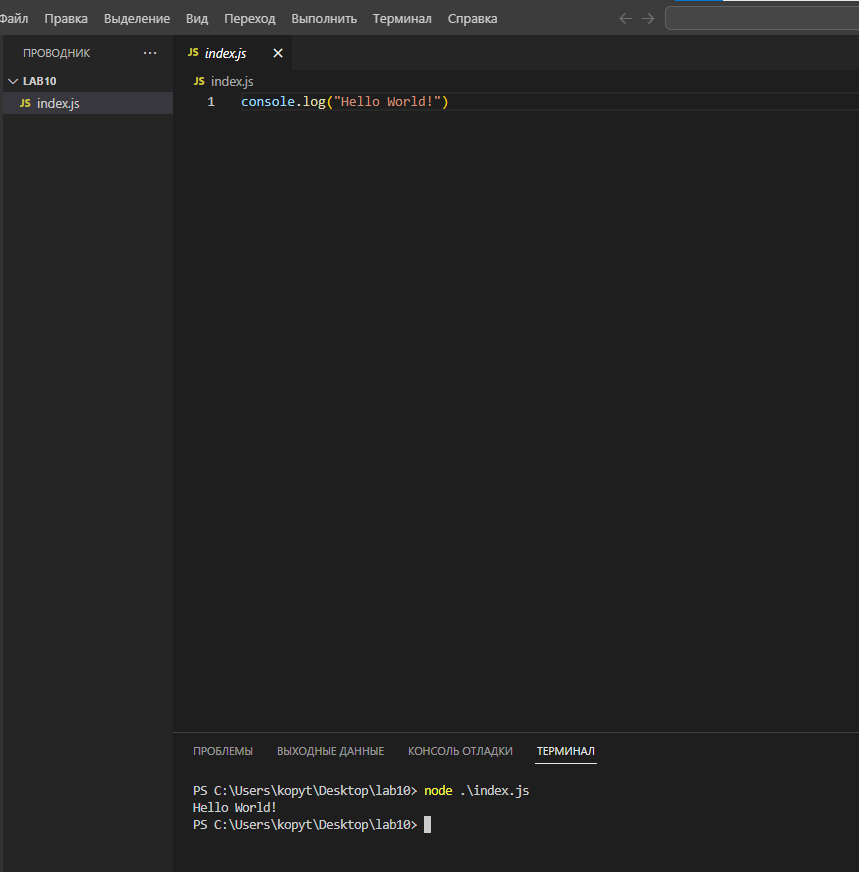 Файл Правка Выделение Вид Переход Выполнить Терминал Справка
ПРОВОДНИК ···
LAB10
JS index.js
JS index.js
JS index.js
1 console.log("Hello World!")
ПРОБЛЕМЫ ВЫХОДНЫЕ ДАННЫЕ КОНСОЛЬ ОТЛАДКИ ТЕРМИНАЛ
PS C:\Users\kopyt\Desktop\lab10> node .\index.js
Hello World!
PS C:\Users\kopyt\Desktop\lab10>